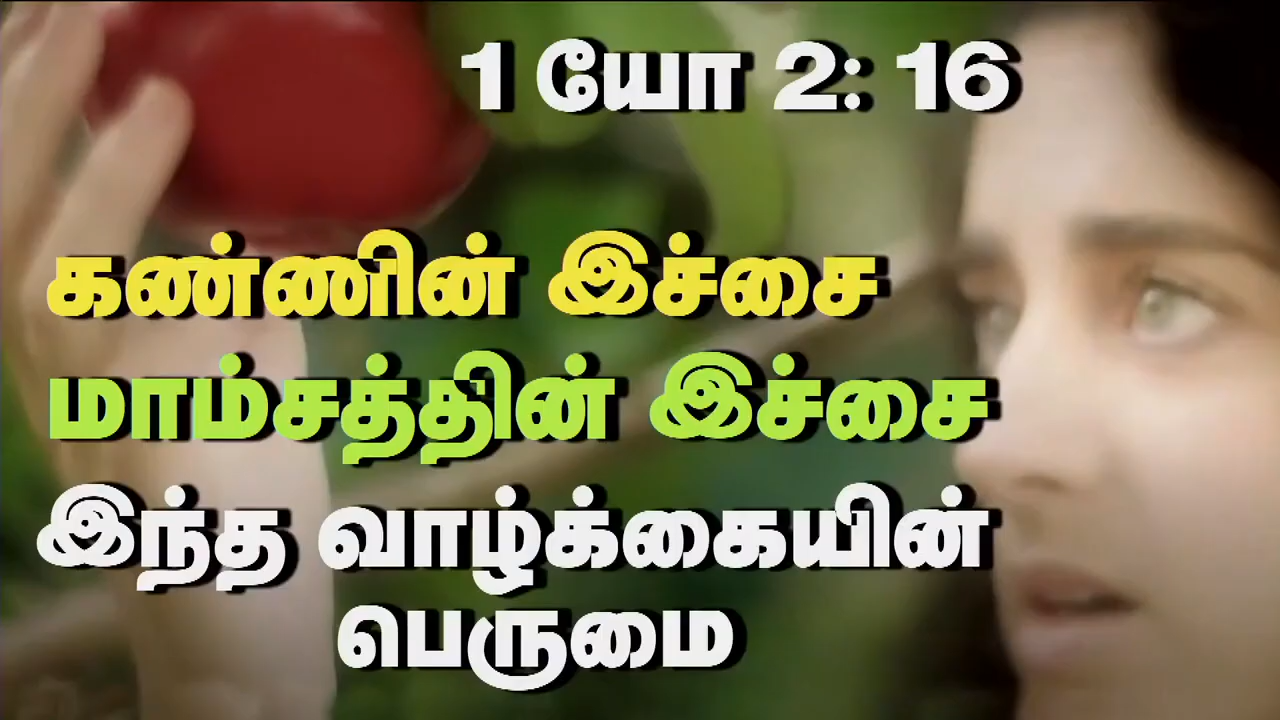 1 யோ 2: 16
கண்ணின் இச்சை
மாம்சத்தின் இச்சை
இந்த வாழ்க்கையின்
பெருமை